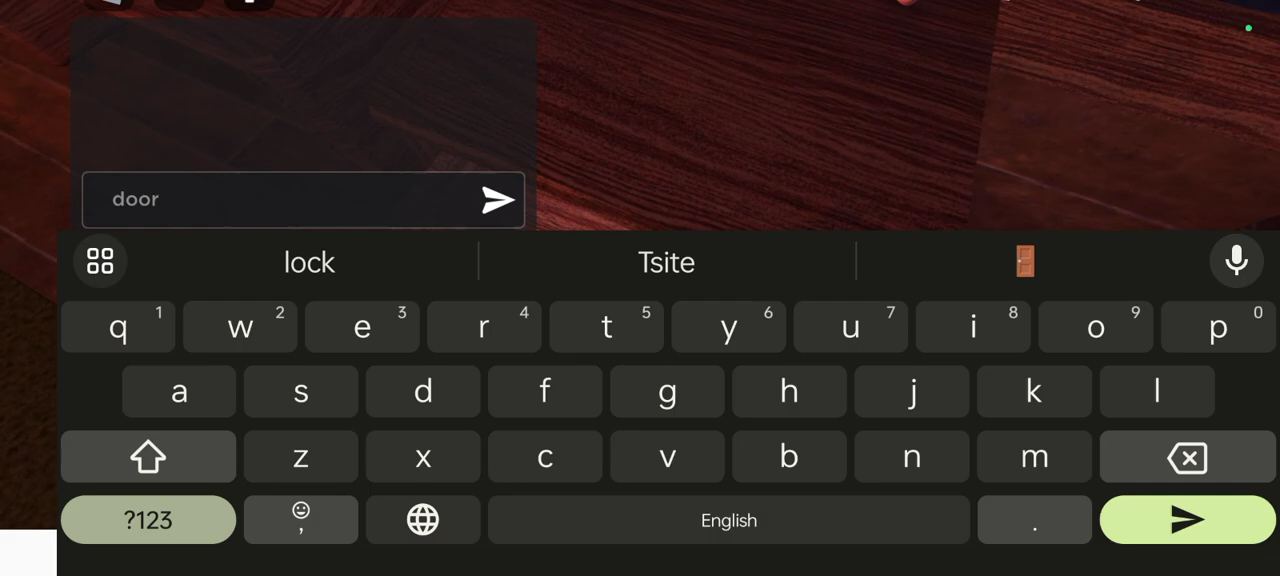 door
lock Tsite
q 1 w 2 e 3 r 4 t 5 y 6 u 7 i 8 o 9 p 0
a s d f g h j k l
z x c v b n m
?123 , English .